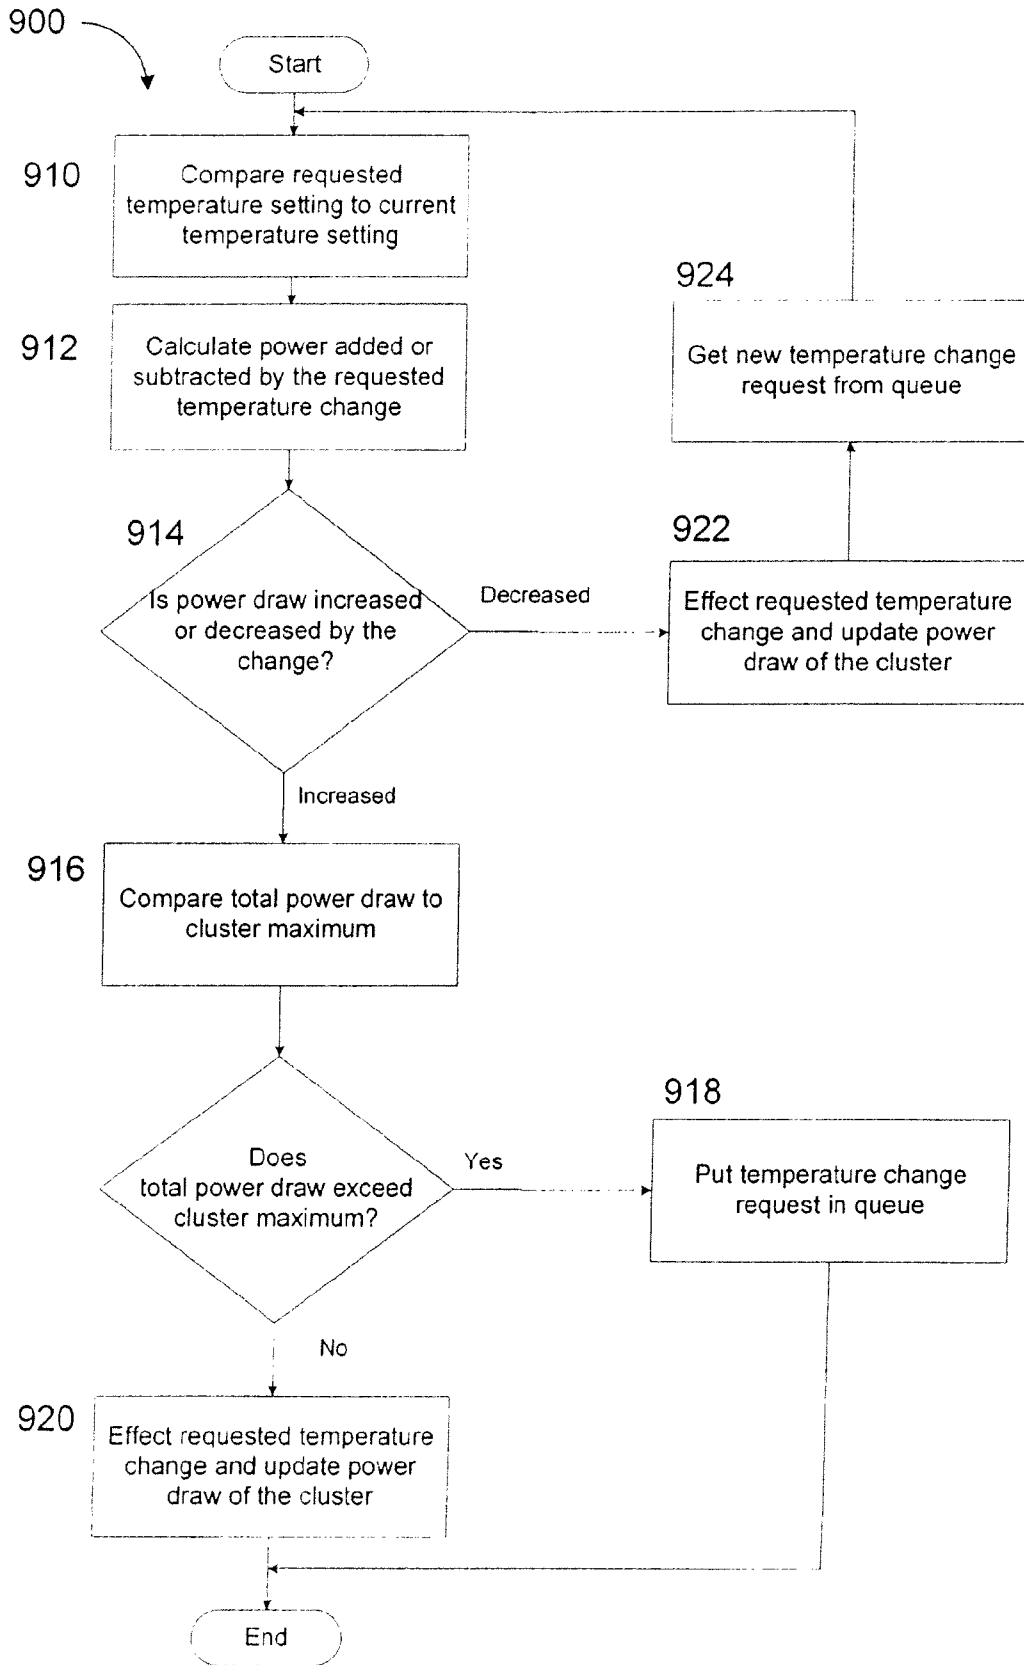 900
Start
910
Compare requested
temperature setting to current
temperature setting
924
912
Calculate power added or
subtracted by the requested
temperature change
Get new temperature change
request from queue
914
922
Is power draw increased
or decreased by the
change?
Decreased
Effect requested temperature
change and update power
draw of the cluster
Increased
916
Compare total power draw to
cluster maximum
918
Does
total power draw exceed
cluster maximum?
Yes
Put temperature change
request in queue
No
920
Effect requested temperature
change and update power
draw of the cluster
End